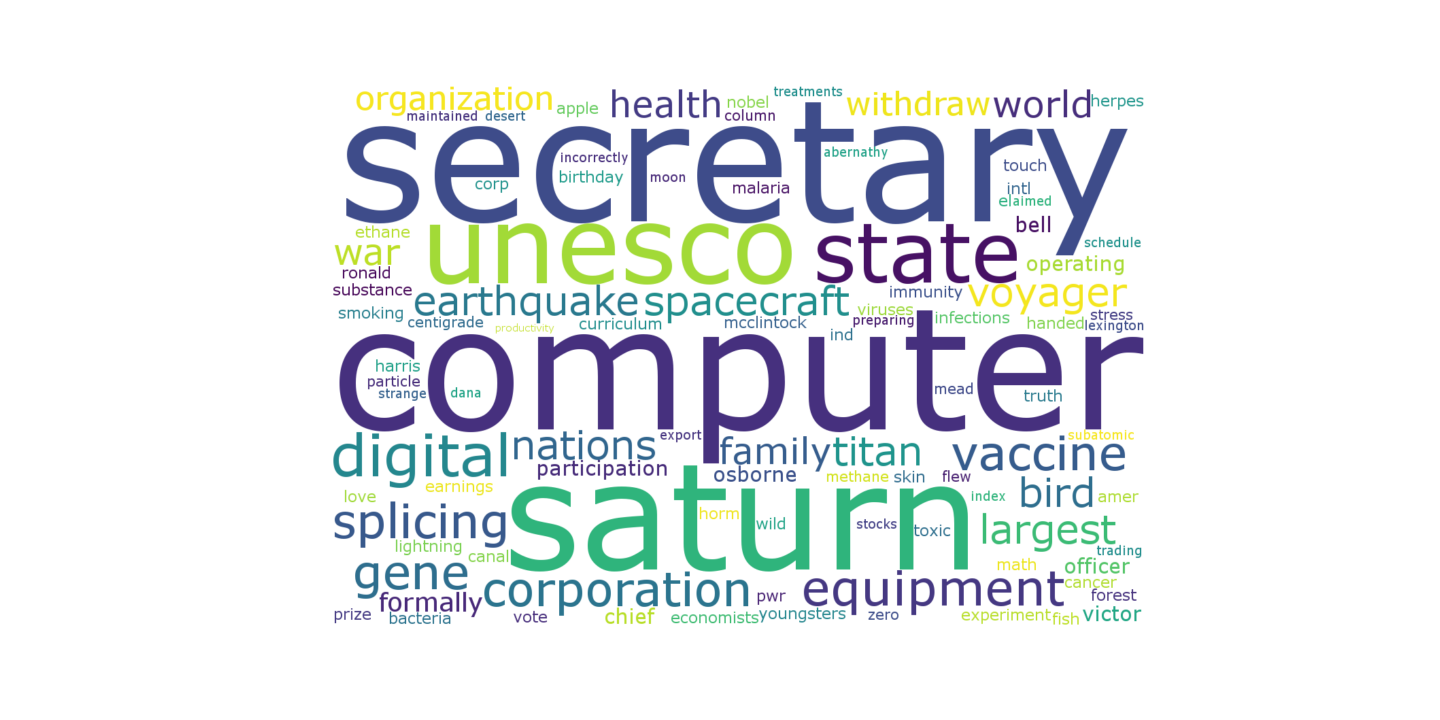 treatments
organization apple health nobel withdraw world herpes
maintained desert column
secretary
incorrectly abernathy
corp birthday moon malaria touch
intl
elaimed
ethane unesco state bell
war schedule
ronald operating
substance earthquake spacecraft immunity voyager
smoking viruses infections stress
centigrade productivity curriculum mcclintock preparing handed lexington
ind
computer
harris
particle mead
strange dana truth
digital nations export family titan vaccine subatomic
participation osborne methane skin flew bird
love earnings index amer
splicing saturn horm wild stocks toxic largest
lightning trading
canal math officer
gene corporation equipment cancer
formally pwr forest
prize bacteria vote chief economists youngsters zero experiment fish victor